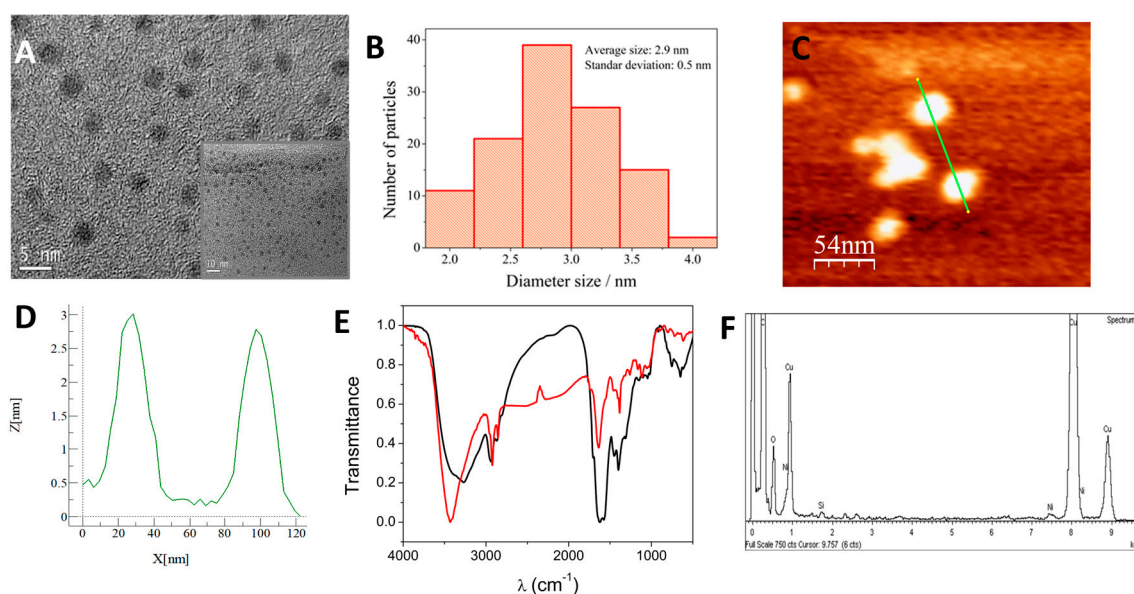 A
5 nm
10 nm
B
Average size: 2.9 nm
Standar deviation: 0.5 nm
40
30
20
10
0
Number of particles
2.0 2.5 3.0 3.5 4.0
Diameter size / nm
C
54nm
D
3
2.5
2
1.5
1
0.5
0
Z[nm]
0 20 40 60 80 100 120
X[nm]
E
1.0
0.8
0.6
0.4
0.2
0.0
Transmittance
4000 3000 2000 1000
λ (cm⁻¹)
F
Spectrum
C
O
Ni
Cu
Si
Ni
Cu
Ni
Cu
0 1 2 3 4 5 6 7 8 9
Full Scale 750 cts Cursor: 9.757 (6 cts)